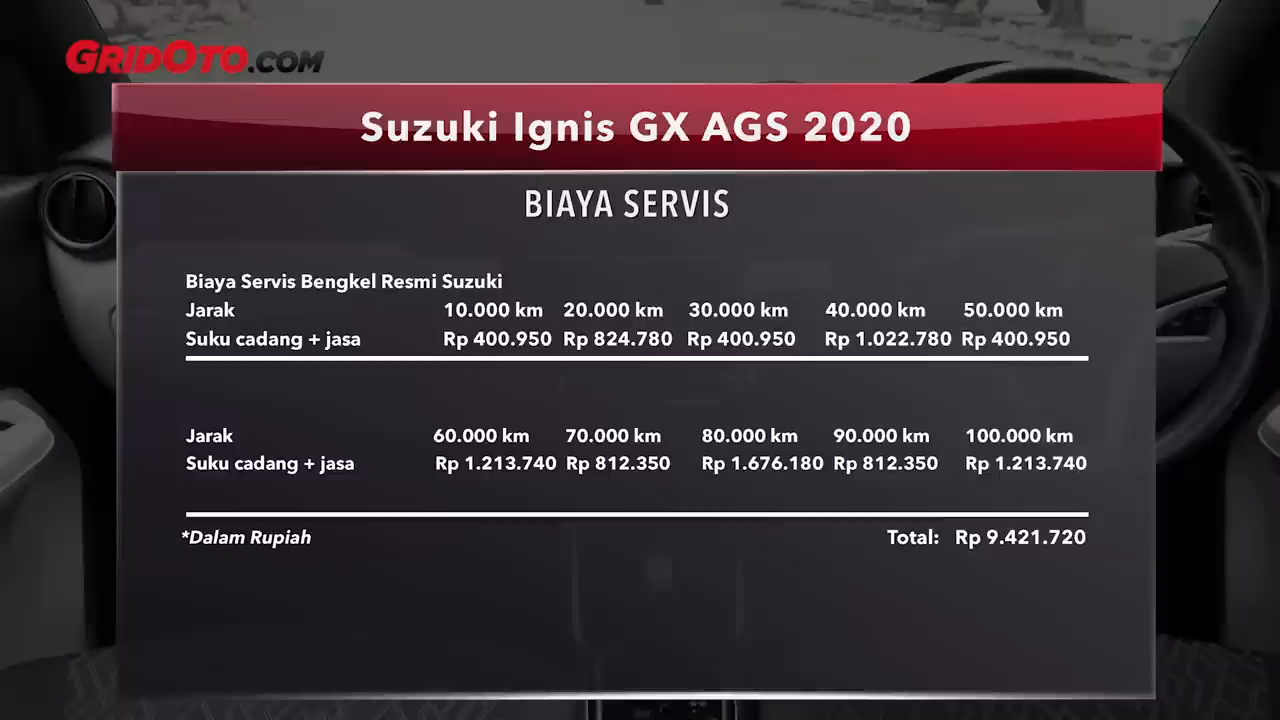 GRIDOTO.COM
Suzuki Ignis GX AGS 2020
BIAYA SERVIS
Biaya Servis Bengkel Resmi Suzuki
Jarak 10.000 km 20.000 km 30.000 km 40.000 km 50.000 km
Suku cadang + jasa Rp 400.950 Rp 824.780 Rp 400.950 Rp 1.022.780 Rp 400.950
Jarak 60.000 km 70.000 km 80.000 km 90.000 km 100.000 km
Suku cadang + jasa Rp 1.213.740 Rp 812.350 Rp 1.676.180 Rp 812.350 Rp 1.213.740
*Dalam Rupiah Total: Rp 9.421.720